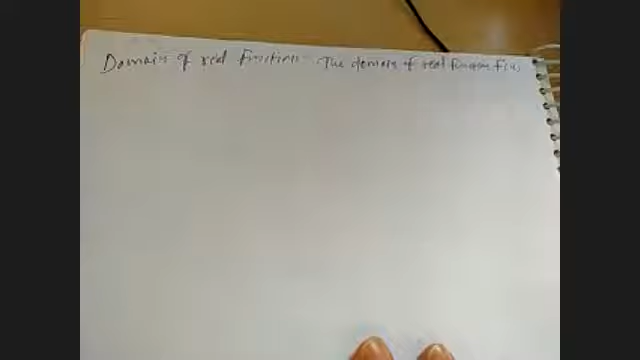 Domain of real function - The domain of real function f(x)